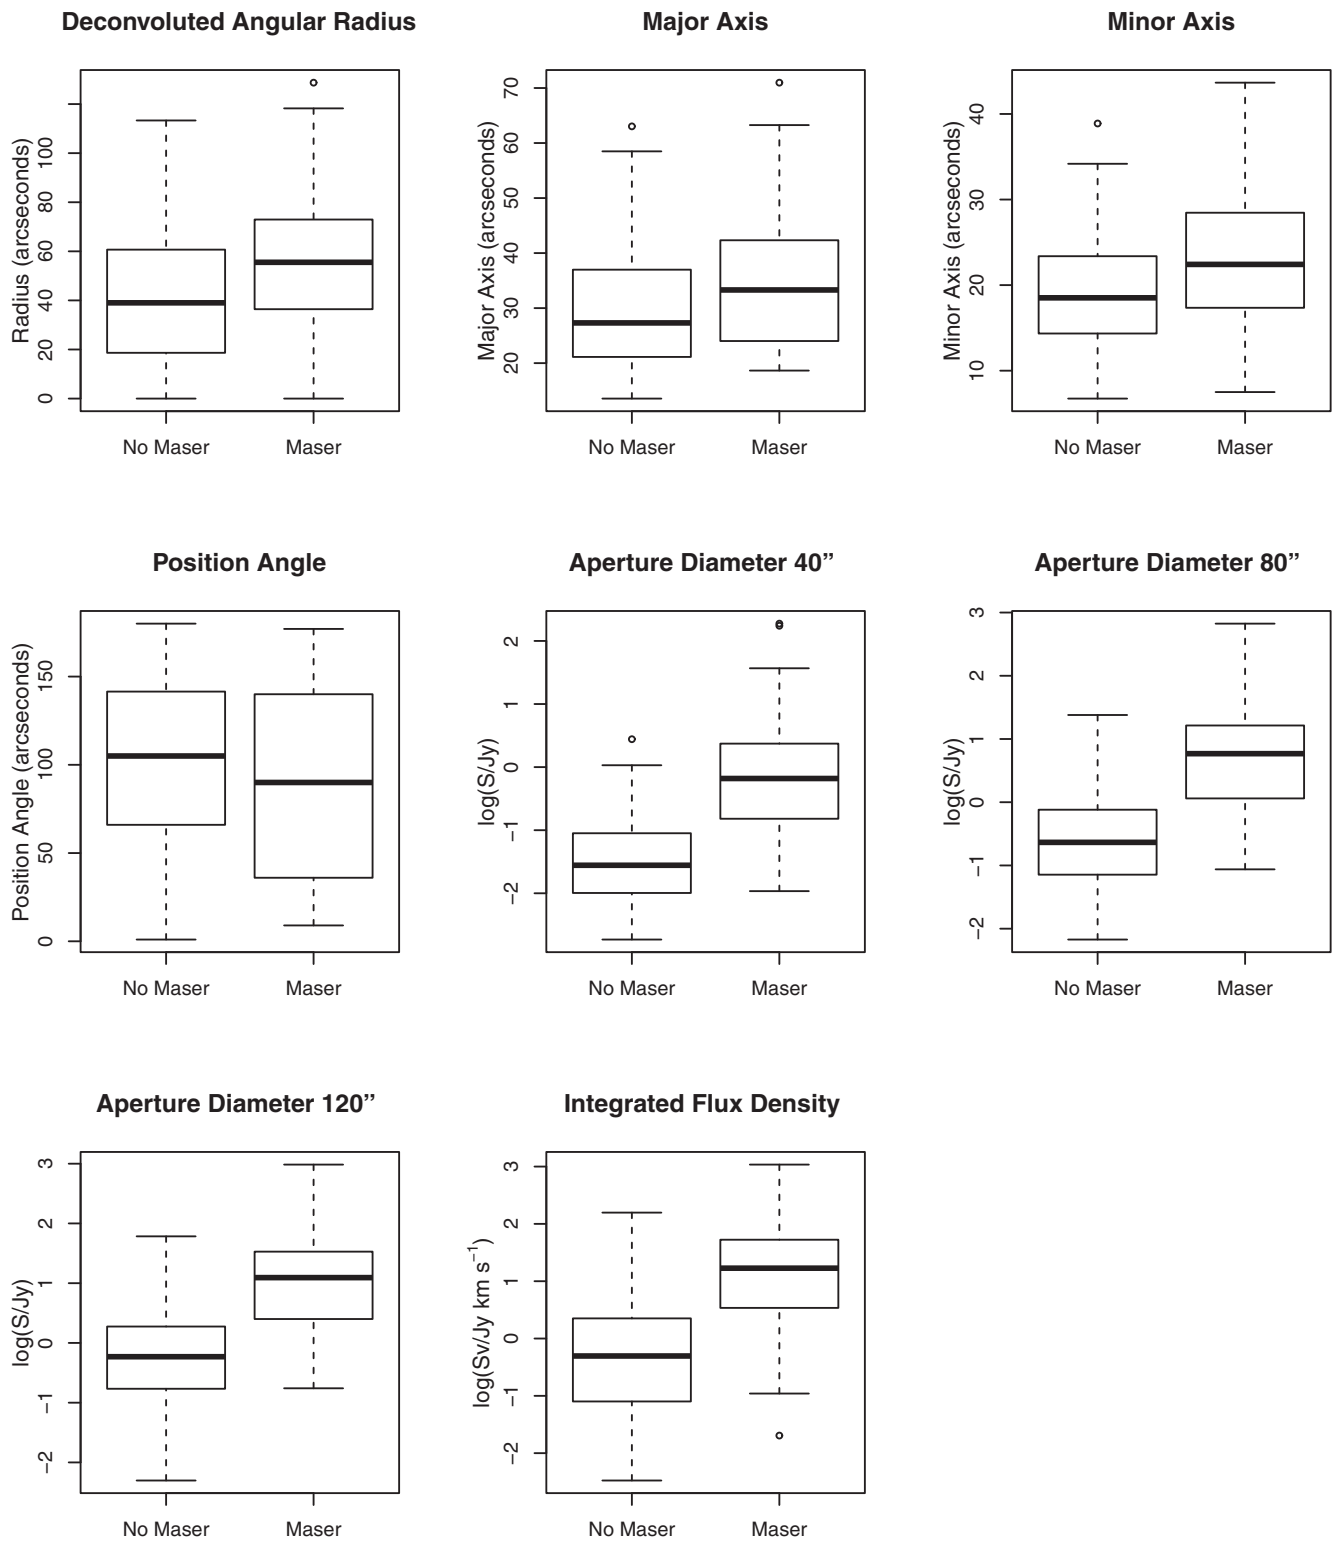 Deconvoluted Angular Radius
Radius (arcseconds)
0 20 40 60 80 100
No Maser Maser
Major Axis
Major Axis (arcseconds)
20 30 40 50 60 70
No Maser Maser
Minor Axis
Minor Axis (arcseconds)
10 20 30 40
No Maser Maser
Position Angle
Position Angle (arcseconds)
0 50 100 150
No Maser Maser
Aperture Diameter 40”
log(S/Jy)
−2 −1 0 1 2
No Maser Maser
Aperture Diameter 80”
log(S/Jy)
−2 −1 0 1 2 3
No Maser Maser
Aperture Diameter 120”
log(S/Jy)
−2 −1 0 1 2 3
No Maser Maser
Integrated Flux Density
log(Sv/Jy km s⁻¹)
−2 −1 0 1 2 3
No Maser Maser